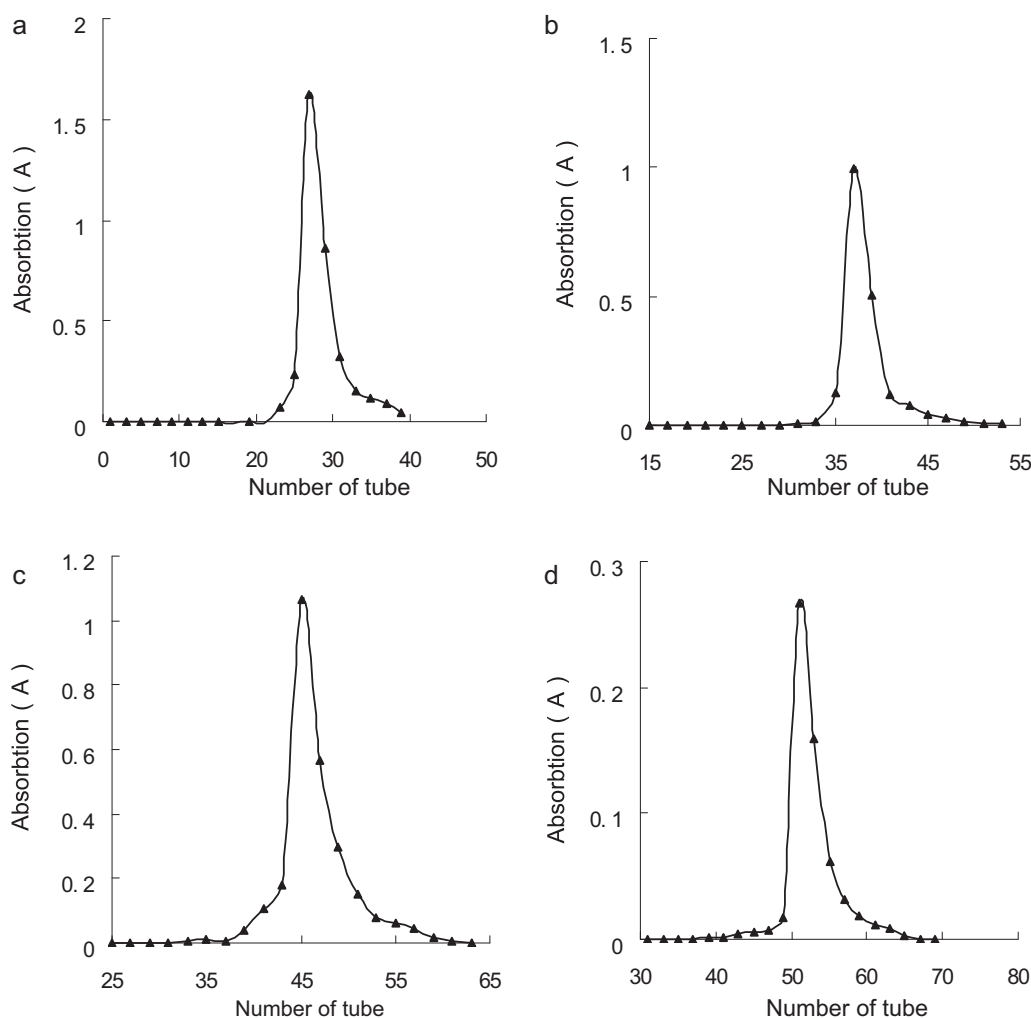 a
2
1.5
1
0.5
0
0 10 20 30 40 50
Absorbtion ( A )
Number of tube
b
1.5
1
0.5
0
15 25 35 45 55
Absorbtion ( A )
Number of tube
c
1.2
1
0.8
0.6
0.4
0.2
0
25 35 45 55 65
Absorbtion ( A )
Number of tube
d
0.3
0.2
0.1
0
30 40 50 60 70 80
Absorbtion ( A )
Number of tube